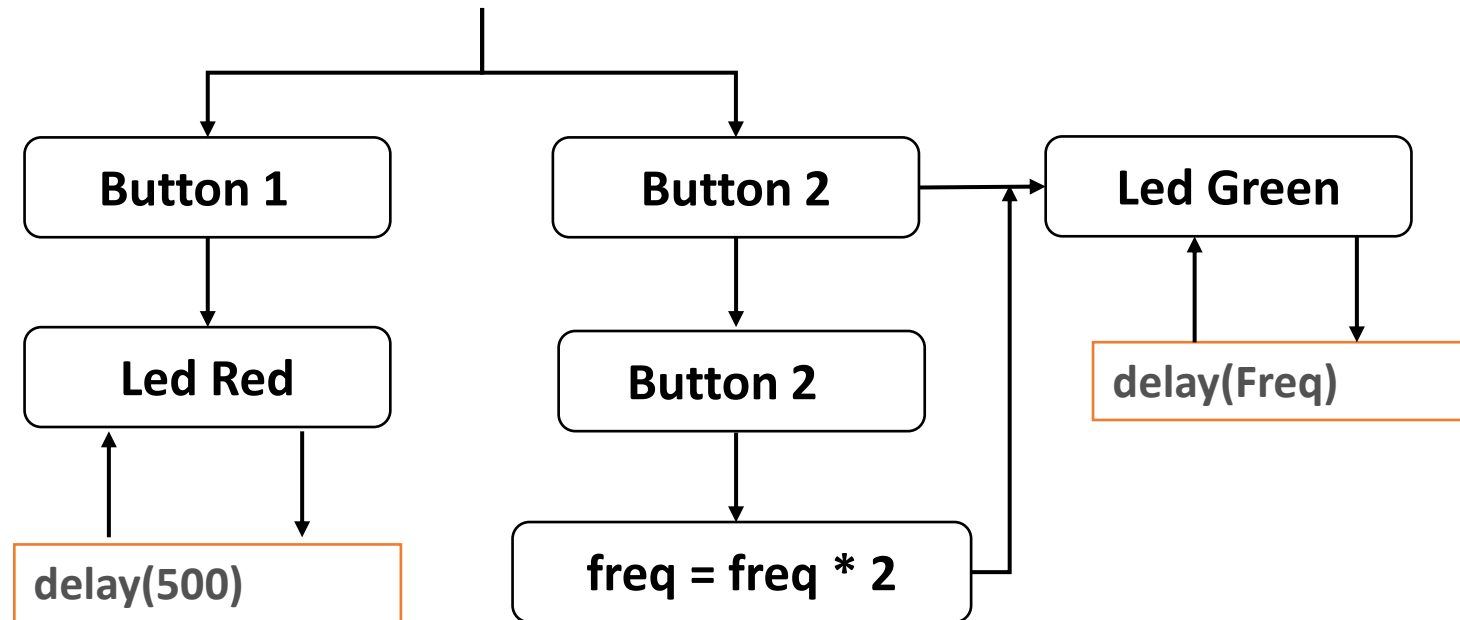 Button 1
Button 2
Led Green
Led Red
Button 2
delay(Freq)
delay(500)
freq = freq * 2